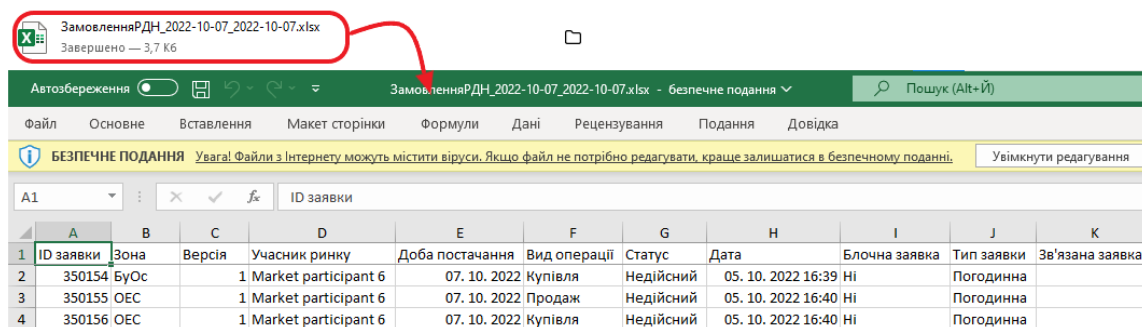 ЗамовленняРДН_2022-10-07_2022-10-07.xlsx
Завершено — 3,7 Кб
Автозбереження ЗамовленняРДН_2022-10-07_2022-10-07.xlsx - безпечне подання Пошук (Alt+Й)
Файл Основне Вставлення Макет сторінки Формули Дані Рецензування Подання Довідка
БЕЗПЕЧНЕ ПОДАННЯ Увага! Файли з Інтернету можуть містити віруси. Якщо файл не потрібно редагувати, краще залишатися в безпечному поданні. Увімкнути редагування
A1 fx ID заявки
A B C D E F G H I J K
1 ID заявки Зона Версія Учасник ринку Доба постачання Вид операції Статус Дата Блочна заявка Тип заявки Зв'язана заявка
2 350154 БуОс 1 Market participant 6 07. 10. 2022 Купівля Недійсний 05. 10. 2022 16:39 Ні Погодинна
3 350155 ОЕС 1 Market participant 6 07. 10. 2022 Продаж Недійсний 05. 10. 2022 16:40 Ні Погодинна
4 350156 ОЕС 1 Market participant 6 07. 10. 2022 Купівля Недійсний 05. 10. 2022 16:40 Ні Погодинна